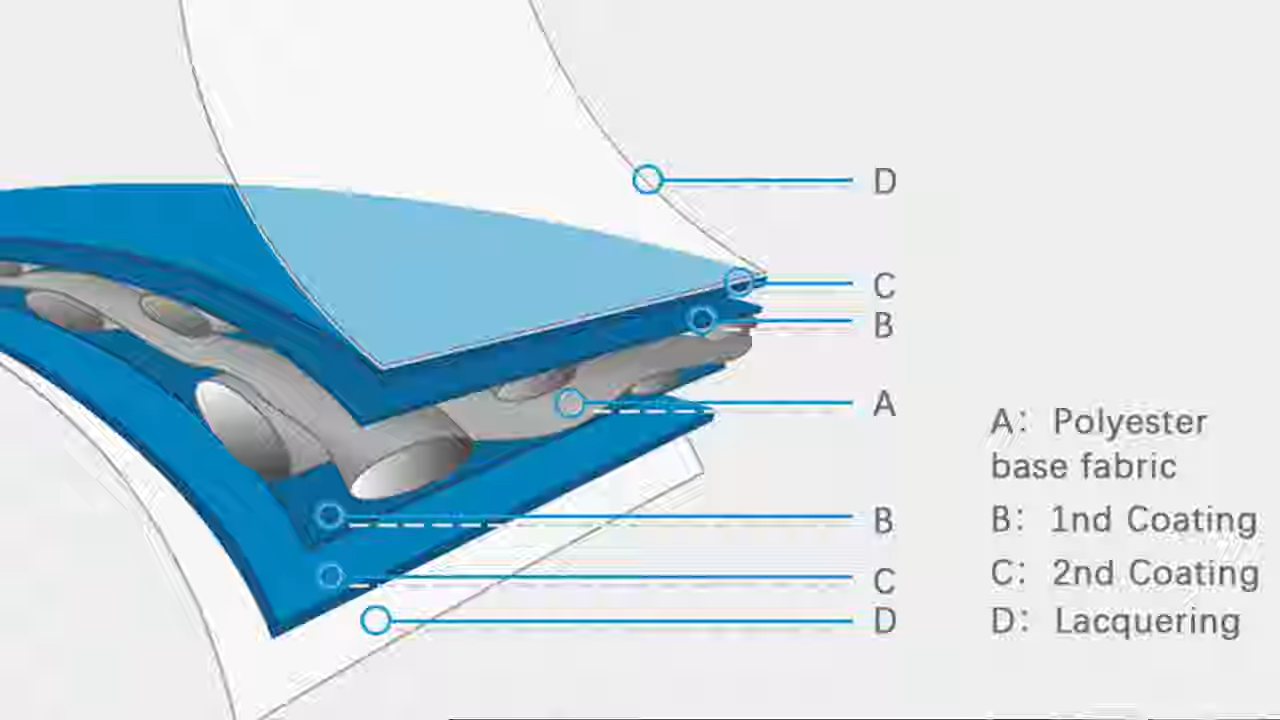 D
C
B
A
B
C
D
A: Polyester
base fabric
B: 1nd Coating
C: 2nd Coating
D: Lacquering